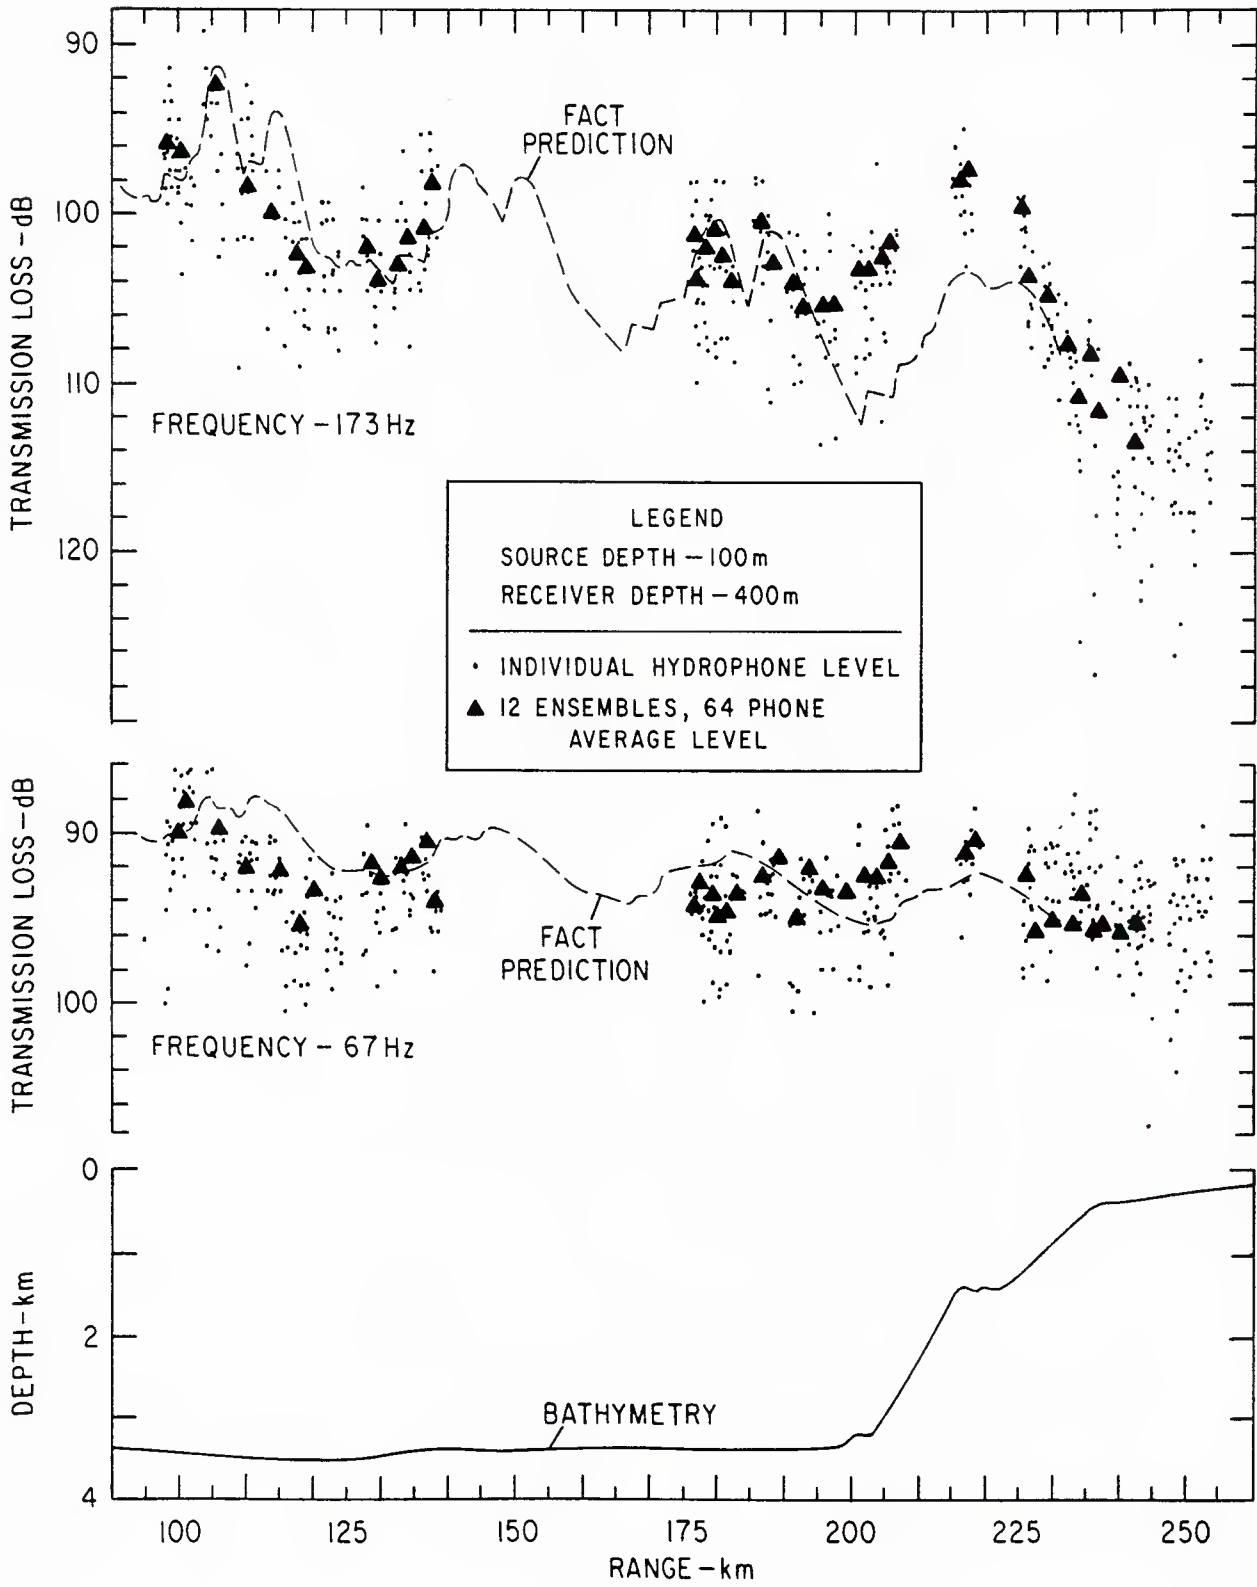 90
100
110
120
TRANSMISSION LOSS - dB
FACT
PREDICTION
FREQUENCY - 173 Hz
LEGEND
SOURCE DEPTH - 100m
RECEIVER DEPTH - 400m
· INDIVIDUAL HYDROPHONE LEVEL
▲ 12 ENSEMBLES, 64 PHONE
AVERAGE LEVEL
90
100
TRANSMISSION LOSS - dB
FACT
PREDICTION
FREQUENCY - 67 Hz
0
2
4
DEPTH - km
BATHYMETRY
100 125 150 175 200 225 250
RANGE - km